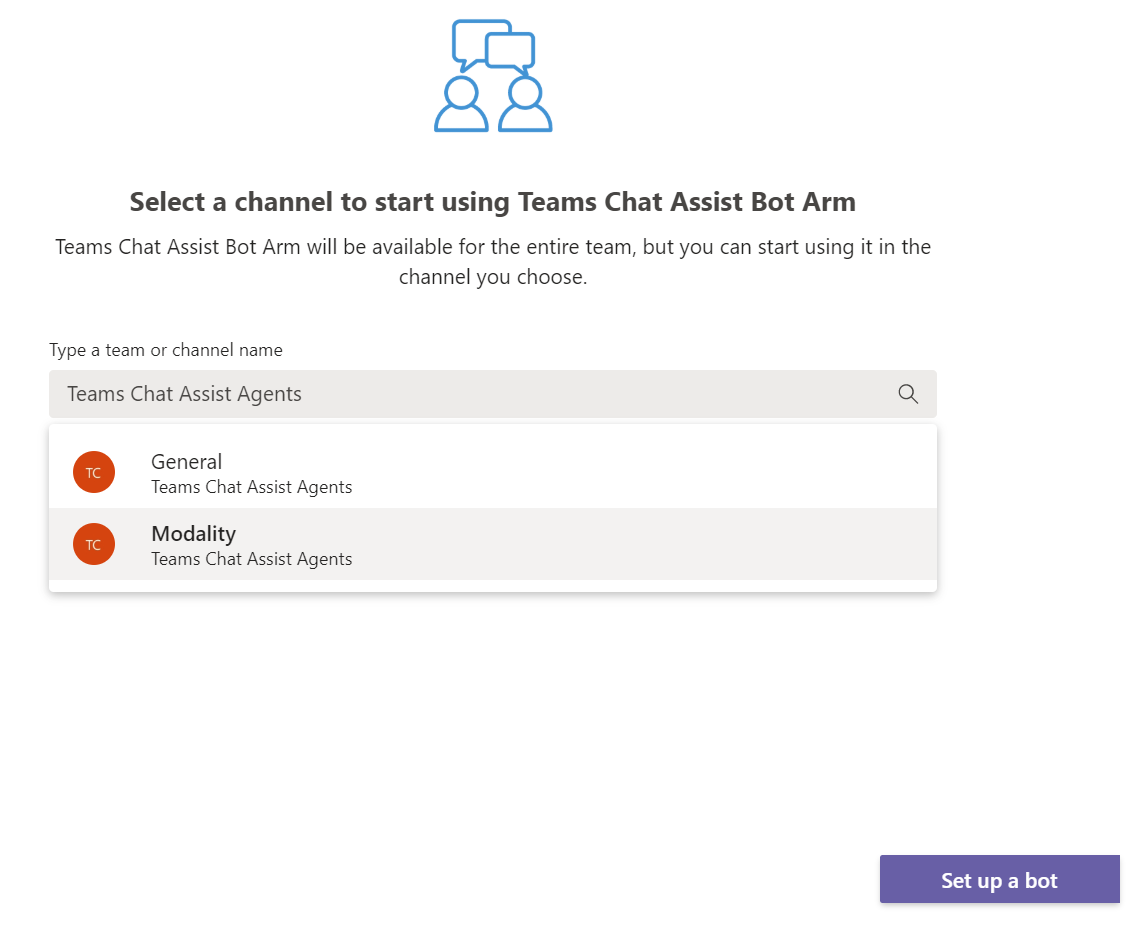 Select a channel to start using Teams Chat Assist Bot Arm
Teams Chat Assist Bot Arm will be available for the entire team, but you can start using it in the
channel you choose.
Type a team or channel name
Teams Chat Assist Agents
TC
General
Teams Chat Assist Agents
TC
Modality
Teams Chat Assist Agents
Set up a bot